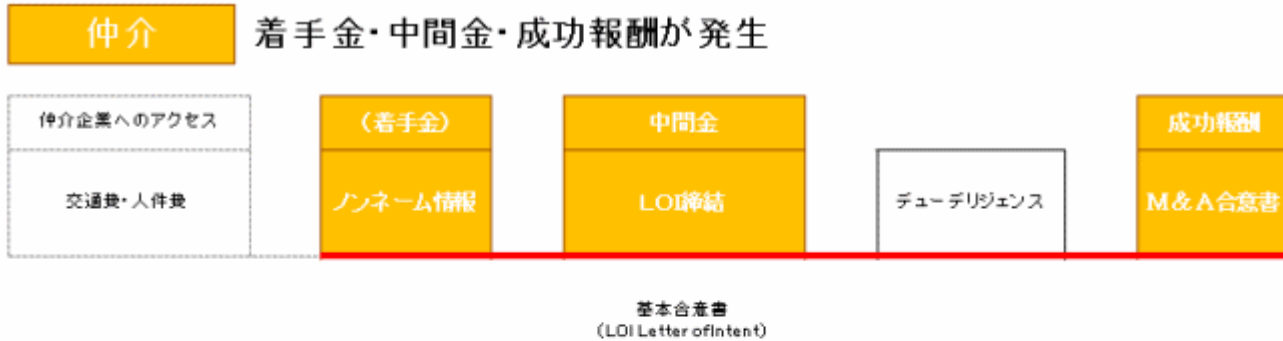 仲介
着手金・中間金・成功報酬が発生
仲介企業へのアクセス
(着手金)
中間金
成功報酬
交通費・人件費
ノンネーム情報
LOI締結
デューデリジェンス
M&A合意書
基本合意書
(LOI Letter ofIntent)